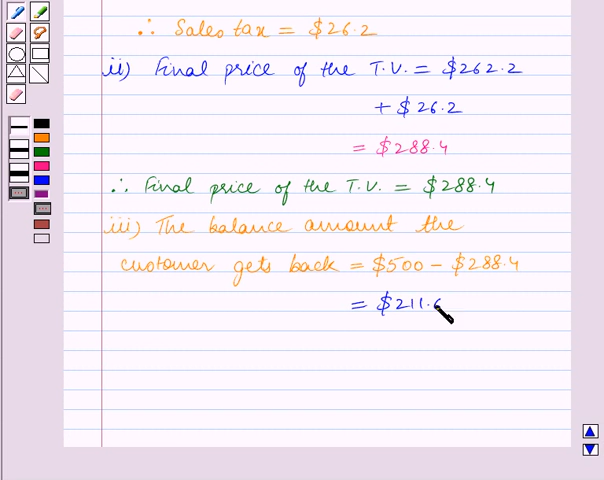 ∴ Sales tax = $26.2
ii) Final price of the T.V. = $262.2
+ $26.2
= $288.4
∴ Final price of the T.V. = $288.4
iii) The balance amount the
customer gets back = $500 - $288.4
= $211.6